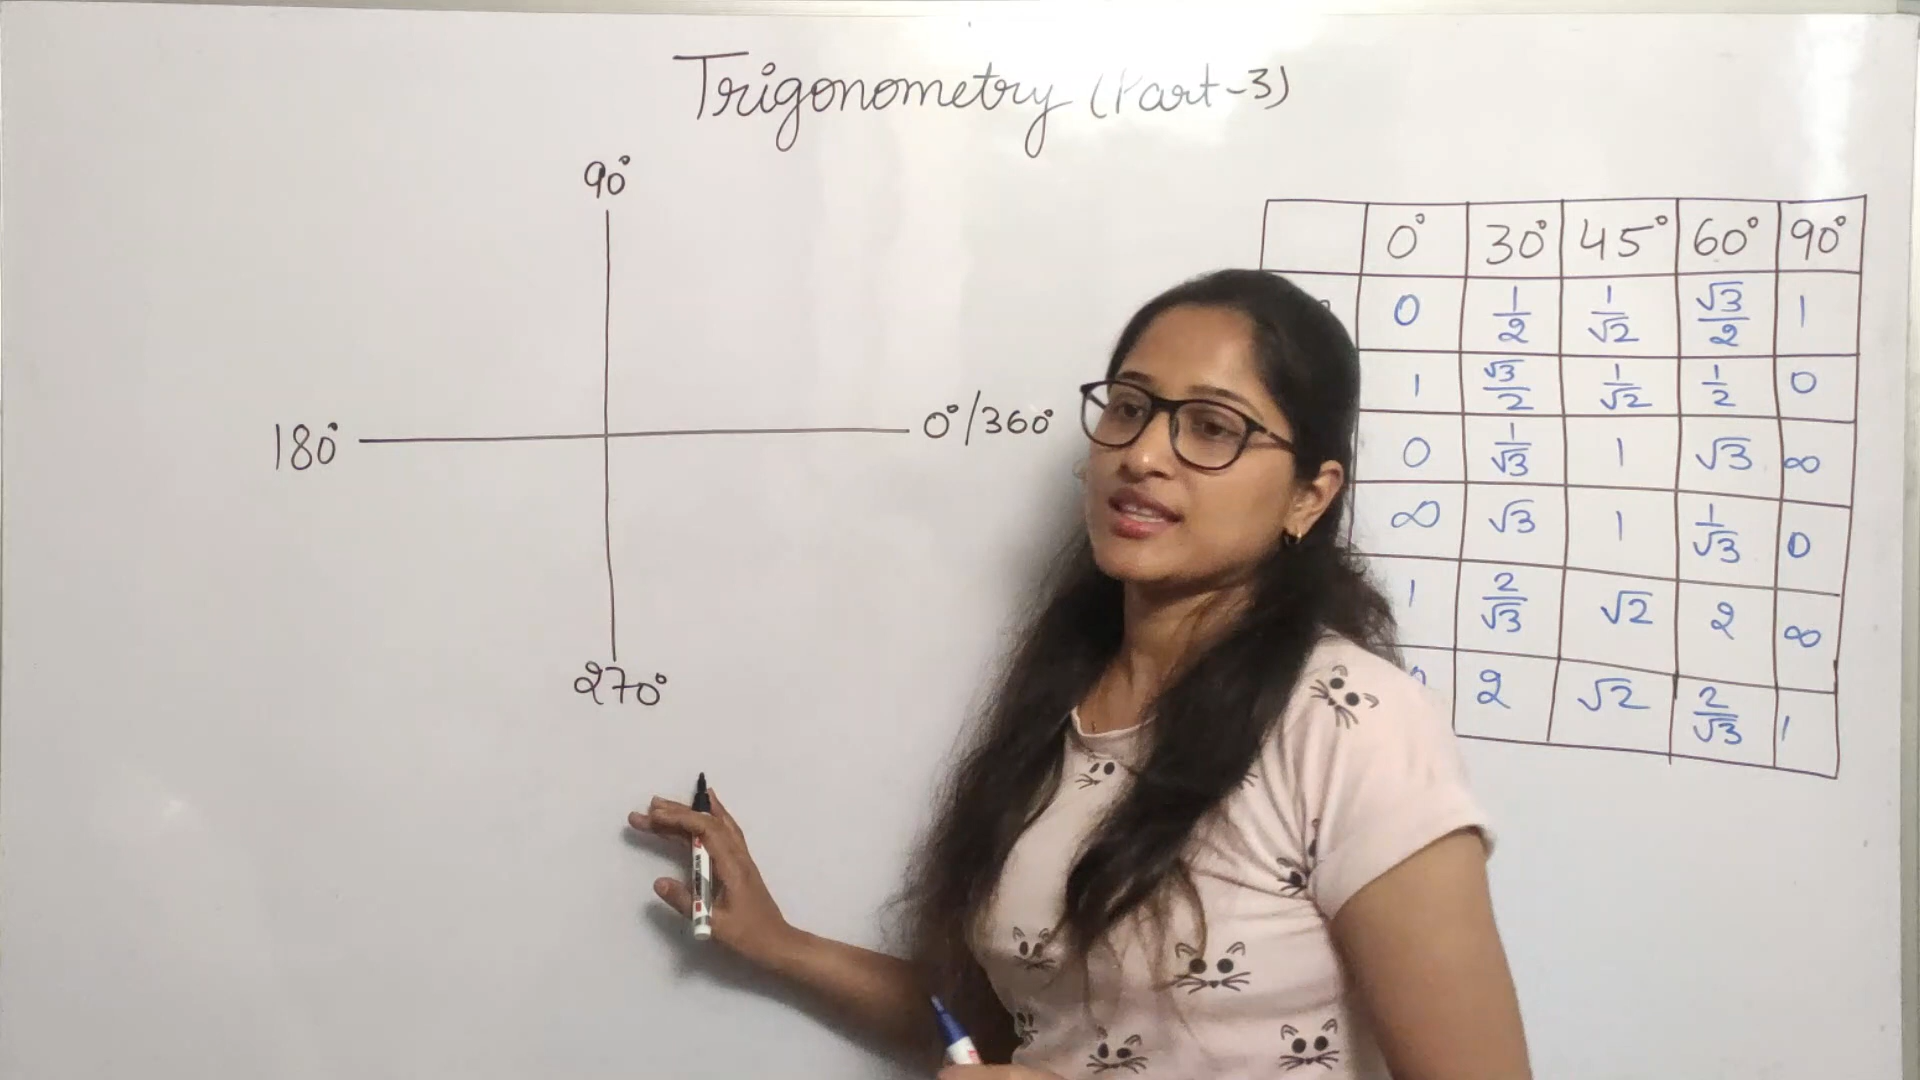 Trigonometry (Part-3)
90°
180°
0°/360°
270°
0° 30° 45° 60° 90°
0 1/2 1/√2 √3/2 1
1 √3/2 1/√2 1/2 0
0 1/√3 1 √3 ∞
∞ √3 1 1/√3 0
1 2/√3 √2 2 ∞
2 √2 2/√3 1